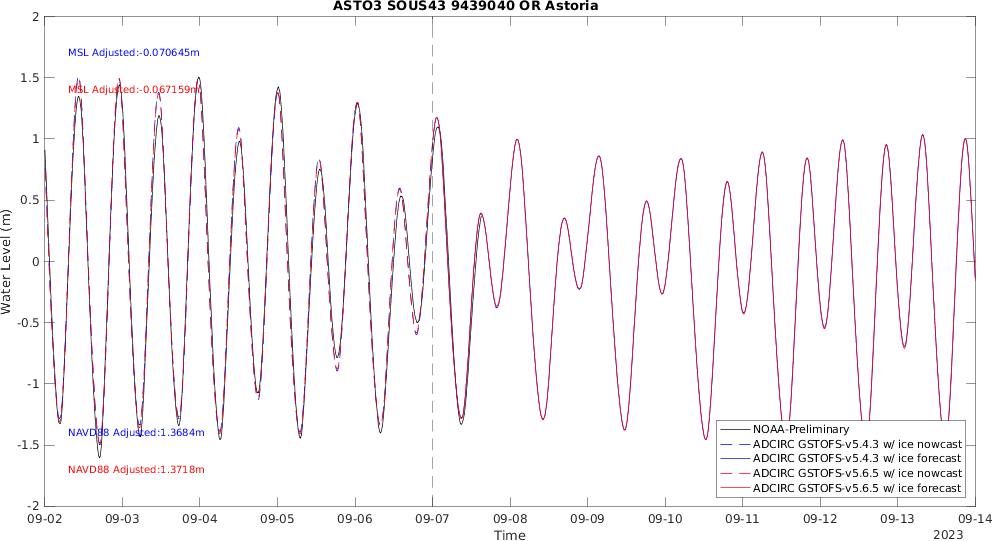 ASTO3 SOUS43 9439040 OR Astoria
2
1.5
1
0.5
0
-0.5
-1
-1.5
-2
Water Level (m)
MSL Adjusted:-0.070645m
MSL Adjusted:-0.067159m
NAVD88 Adjusted:1.3684m
NAVD88 Adjusted:1.3718m
NOAA-Preliminary
ADCIRC GSTOFS-v5.4.3 w/ ice nowcast
ADCIRC GSTOFS-v5.4.3 w/ ice forecast
ADCIRC GSTOFS-v5.6.5 w/ ice nowcast
ADCIRC GSTOFS-v5.6.5 w/ ice forecast
09-02 09-03 09-04 09-05 09-06 09-07 09-08 09-09 09-10 09-11 09-12 09-13 09-14
Time
2023